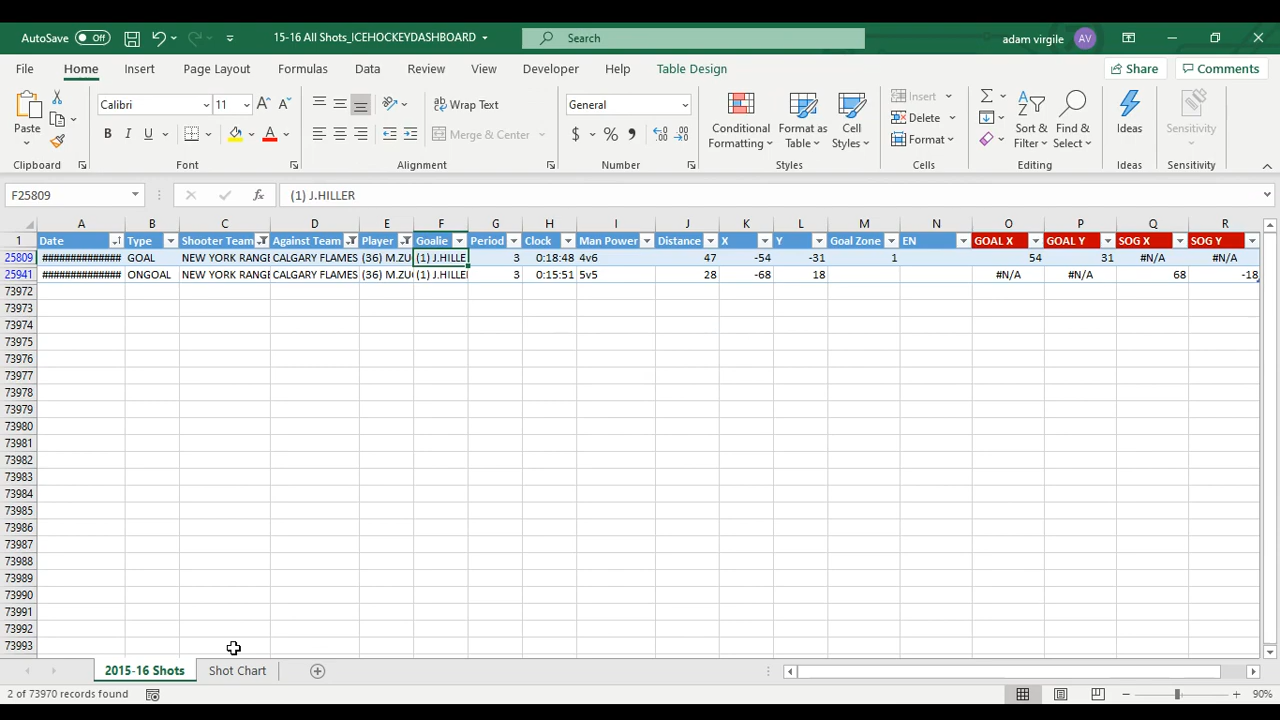 AutoSave Off 15-16 All Shots_ICEHOCKEYDASHBOARD Search adam virgile AV
File Home Insert Page Layout Formulas Data Review View Developer Help Table Design Share Comments
Paste Calibri 11 Wrap Text General Conditional Formatting Format as Table Cell Styles Insert Sort & Filter Find & Select Ideas Sensitivity
B I U Merge & Center $ % Delete Format
Clipboard Font Alignment Number Styles Cells Editing Ideas Sensitivity
F25809 fx (1) J.HILLER
A B C D E F G H I J K L M N O P Q R
1 Date Type Shooter Team Against Team Player Goalie Period Clock Man Power Distance X Y Goal Zone EN GOAL X GOAL Y SOG X SOG Y
25809 ############## GOAL NEW YORK RANGE CALGARY FLAMES (36) M.ZU (1) J.HILLE 3 0:18:48 4v6 47 -54 -31 1 54 31 #N/A #N/A
25941 ############## ONGOAL NEW YORK RANGE CALGARY FLAMES (36) M.ZU (1) J.HILLE 3 0:15:51 5v5 28 -68 18 #N/A #N/A 68 -18
73972
73973
73974
73975
73976
73977
73978
73979
73980
73981
73982
73983
73984
73985
73986
73987
73988
73989
73990
73991
73992
73993
2015-16 Shots Shot Chart
2 of 73970 records found 90%